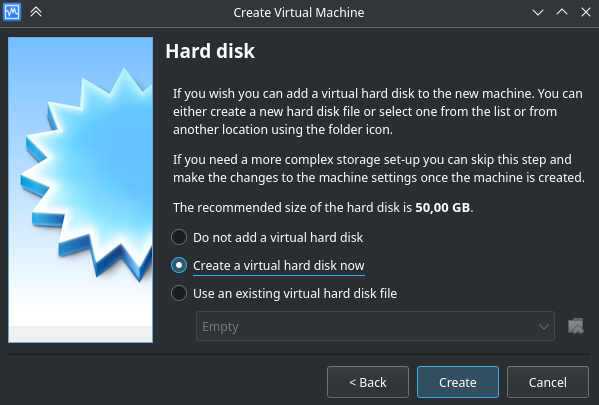 Create Virtual Machine
Hard disk
If you wish you can add a virtual hard disk to the new machine. You can
either create a new hard disk file or select one from the list or from
another location using the folder icon.
If you need a more complex storage set-up you can skip this step and
make the changes to the machine settings once the machine is created.
The recommended size of the hard disk is 50,00 GB.
Do not add a virtual hard disk
Create a virtual hard disk now
Use an existing virtual hard disk file
Empty
< Back
Create
Cancel